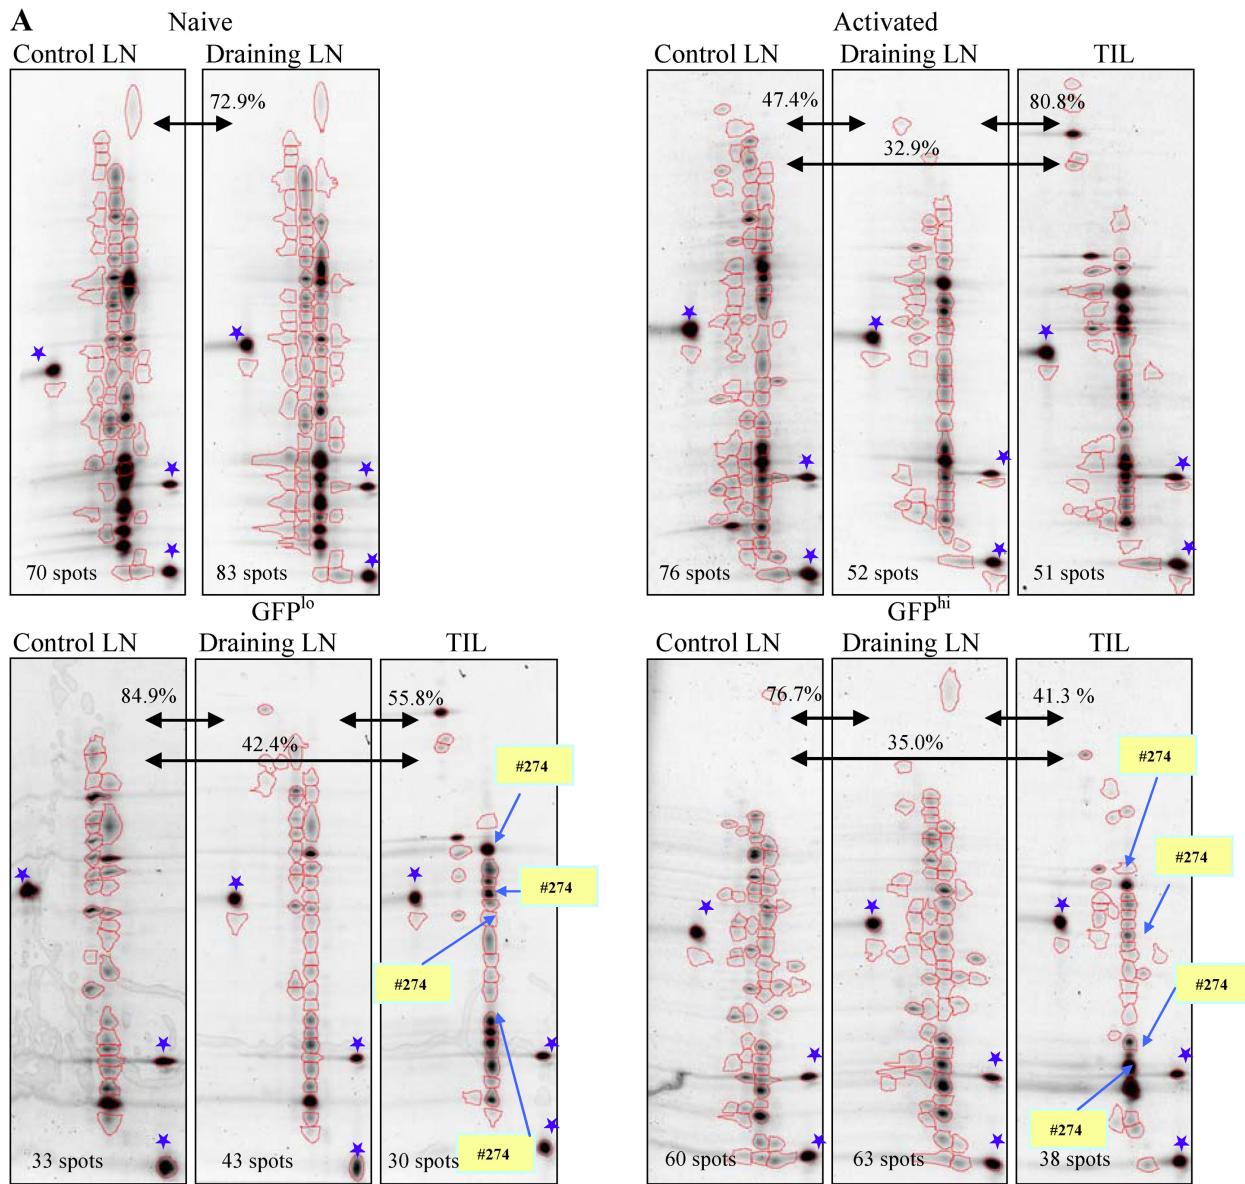 A
Naive
Control LN
Draining LN
72.9%
70 spots
83 spots
Activated
Control LN
Draining LN
TIL
47.4%
80.8%
32.9%
76 spots
52 spots
51 spots
GFPlo
Control LN
Draining LN
TIL
84.9%
55.8%
42.4%
#274
#274
#274
#274
33 spots
43 spots
30 spots
GFPhi
Control LN
Draining LN
TIL
76.7%
41.3 %
35.0%
#274
#274
#274
#274
60 spots
63 spots
38 spots